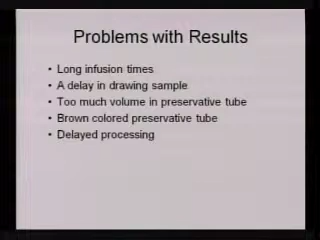 Problems with Results
• Long infusion times
• A delay in drawing sample
• Too much volume in preservative tube
• Brown colored preservative tube
• Delayed processing